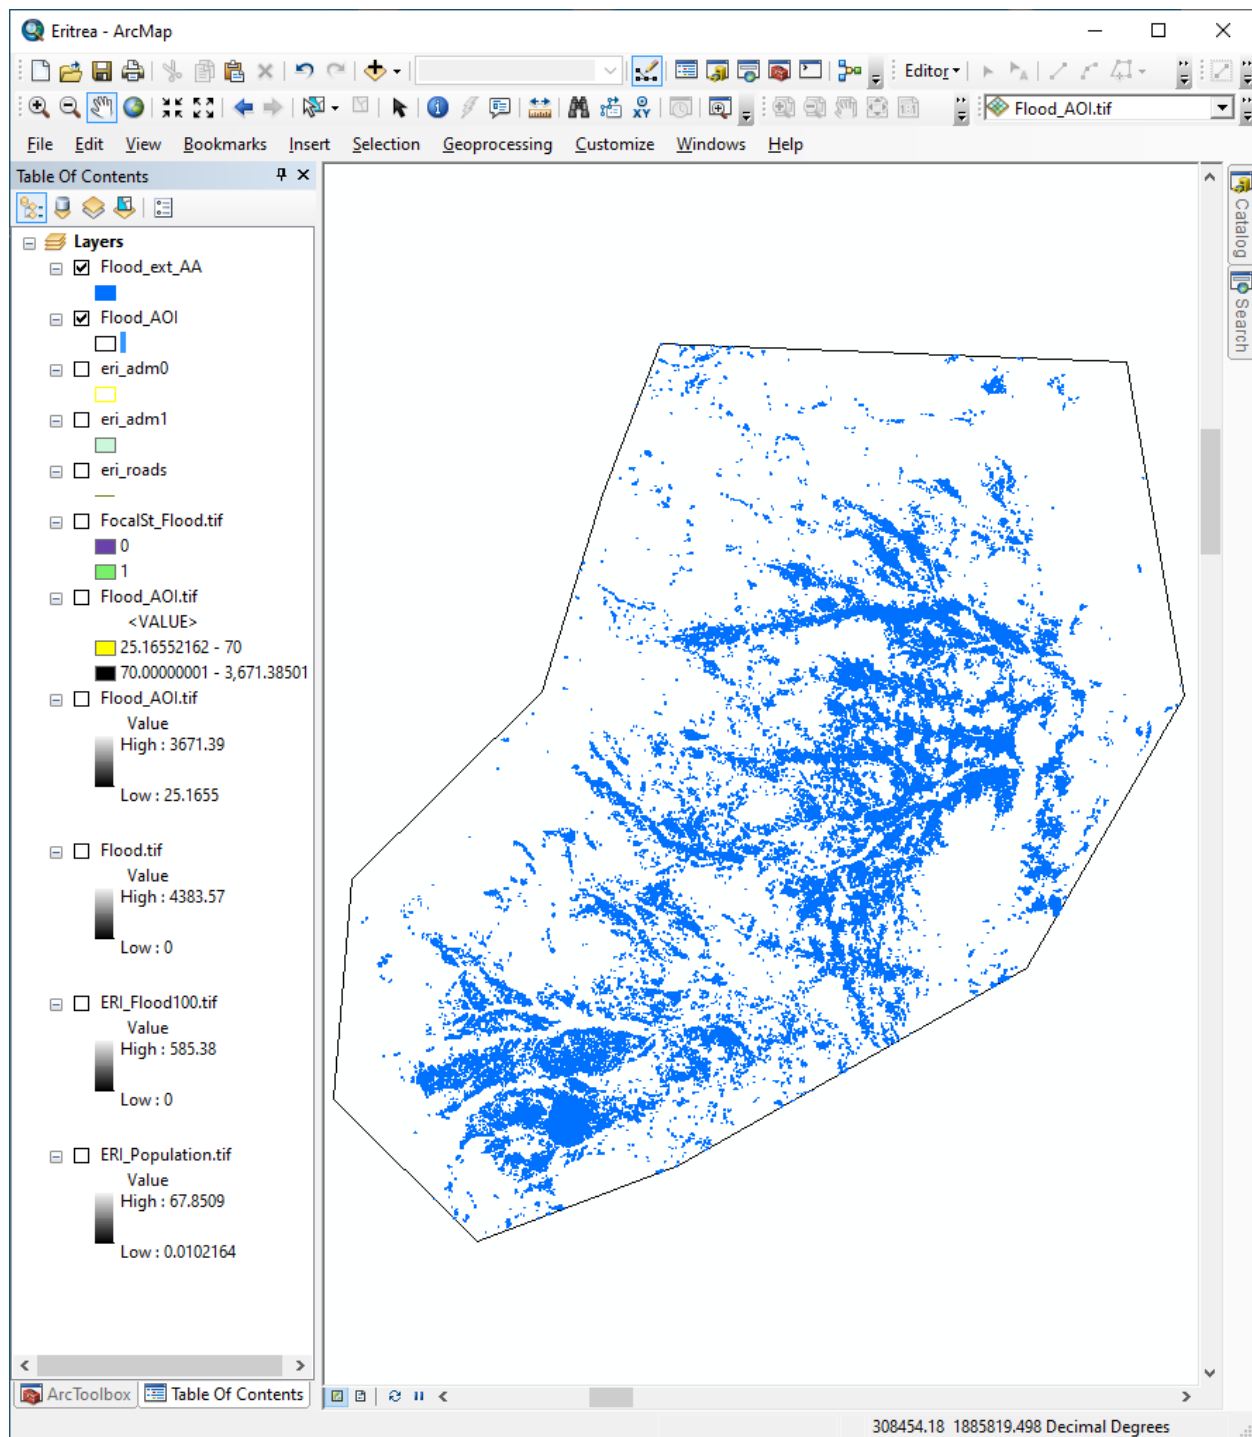 Eritrea - ArcMap
Editor
Flood_AOI.tif
File Edit View Bookmarks Insert Selection Geoprocessing Customize Windows Help
Table Of Contents
Layers
Flood_ext_AA
Flood_AOI
eri_adm0
eri_adm1
eri_roads
FocalSt_Flood.tif
0
1
Flood_AOI.tif
<VALUE>
25.16552162 - 70
70.00000001 - 3,671.38501
Flood_AOI.tif
Value
High : 3671.39
Low : 25.1655
Flood.tif
Value
High : 4383.57
Low : 0
ERI_Flood100.tif
Value
High : 585.38
Low : 0
ERI_Population.tif
Value
High : 67.8509
Low : 0.0102164
ArcToolbox
Table Of Contents
Catalog
Search
308454.18 1885819.498 Decimal Degrees